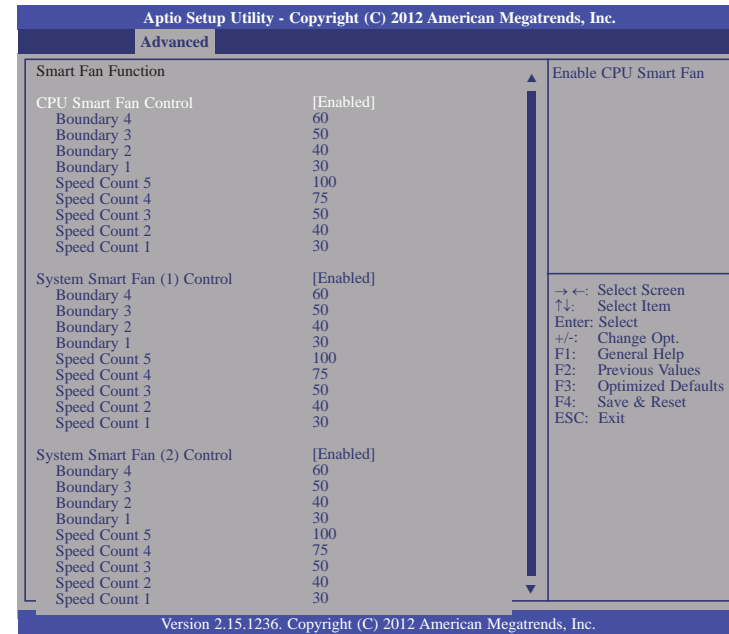 Aptio Setup Utility - Copyright (C) 2012 American Megatrends, Inc.
Advanced
Smart Fan Function
CPU Smart Fan Control [Enabled]
Boundary 4 60
Boundary 3 50
Boundary 2 40
Boundary 1 30
Speed Count 5 100
Speed Count 4 75
Speed Count 3 50
Speed Count 2 40
Speed Count 1 30
System Smart Fan (1) Control [Enabled]
Boundary 4 60
Boundary 3 50
Boundary 2 40
Boundary 1 30
Speed Count 5 100
Speed Count 4 75
Speed Count 3 50
Speed Count 2 40
Speed Count 1 30
System Smart Fan (2) Control [Enabled]
Boundary 4 60
Boundary 3 50
Boundary 2 40
Boundary 1 30
Speed Count 5 100
Speed Count 4 75
Speed Count 3 50
Speed Count 2 40
Speed Count 1 30
Enable CPU Smart Fan
→ ←: Select Screen
↑↓: Select Item
Enter: Select
+/-: Change Opt.
F1: General Help
F2: Previous Values
F3: Optimized Defaults
F4: Save & Reset
ESC: Exit
Version 2.15.1236. Copyright (C) 2012 American Megatrends, Inc.